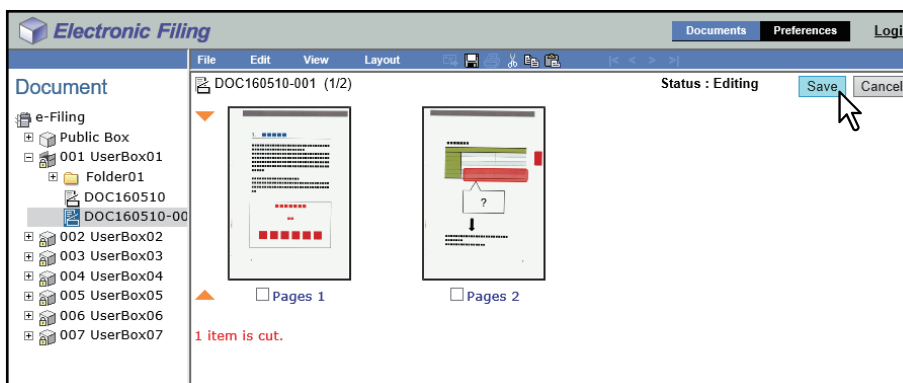 Electronic Filing
Documents Preferences Logi
File Edit View Layout |< < > >|
Document
DOC160510-001 (1/2)
Status : Editing
Save Cancel
e-Filing
Public Box
001 UserBox01
Folder01
DOC160510
DOC160510-00
002 UserBox02
003 UserBox03
004 UserBox04
005 UserBox05
006 UserBox06
007 UserBox07
1.
?
Pages 1
Pages 2
1 item is cut.